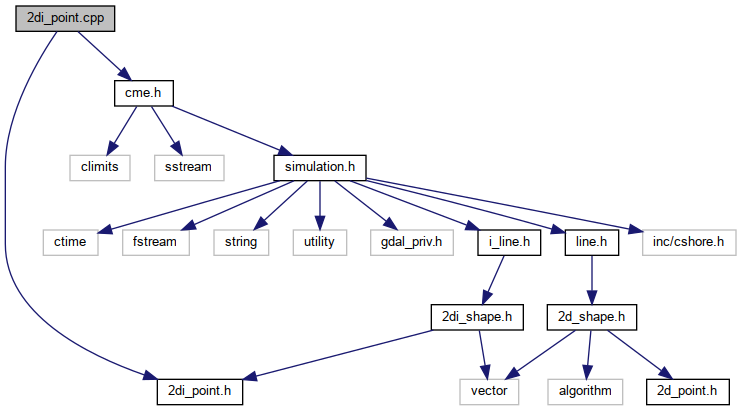 2di_point.cpp
cme.h
climits
sstream
simulation.h
ctime
fstream
string
utility
gdal_priv.h
i_line.h
line.h
inc/cshore.h
2di_shape.h
2d_shape.h
2di_point.h
vector
algorithm
2d_point.h